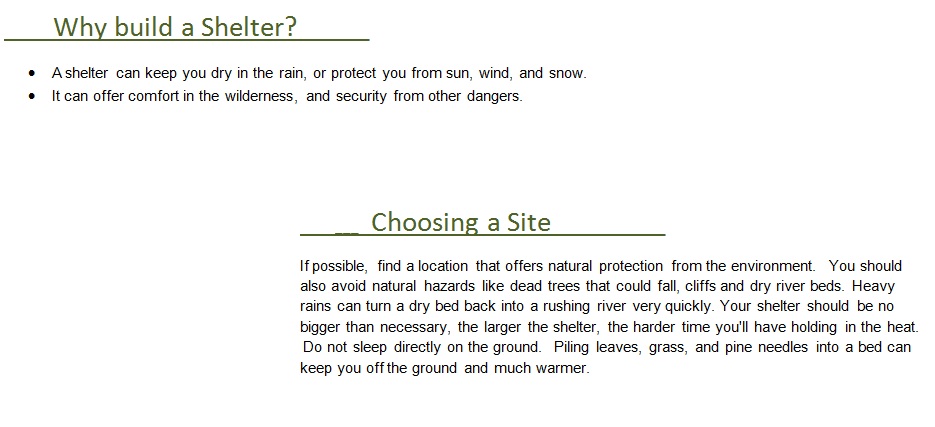 Why build a Shelter?
• A shelter can keep you dry in the rain, or protect you from sun, wind, and snow.
• It can offer comfort in the wilderness, and security from other dangers.
Choosing a Site
If possible, find a location that offers natural protection from the environment. You should
also avoid natural hazards like dead trees that could fall, cliffs and dry river beds. Heavy
rains can turn a dry bed back into a rushing river very quickly. Your shelter should be no
bigger than necessary, the larger the shelter, the harder time you'll have holding in the heat.
Do not sleep directly on the ground. Piling leaves, grass, and pine needles into a bed can
keep you off the ground and much warmer.